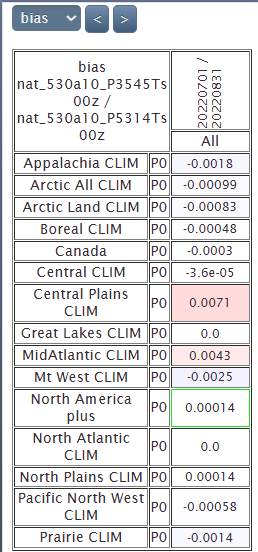 bias
<
>
bias
nat_530a10_P3545Ts
00z /
nat_530a10_P5314Ts
00z
20220701 /
20220831
All
Appalachia CLIM P0 -0.0018
Arctic All CLIM P0 -0.00099
Arctic Land CLIM P0 -0.00083
Boreal CLIM P0 -0.00048
Canada P0 -0.0003
Central CLIM P0 -3.6e-05
Central Plains
CLIM P0 0.0071
Great Lakes CLIM P0 0.0
MidAtlantic CLIM P0 0.0043
Mt West CLIM P0 -0.0025
North America
plus P0 0.00014
North Atlantic
CLIM P0 0.0
North Plains CLIM P0 0.00014
Pacific North West
CLIM P0 -0.00058
Prairie CLIM P0 -0.0014